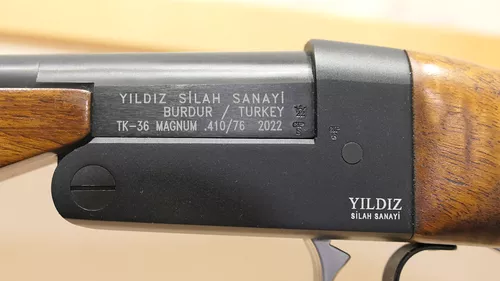 YILDIZ SİLAH SANAYİ
BURDUR / TURKEY
TK-36 MAGNUM .410/76 2022
YILDIZ
SİLAH SANAYİ